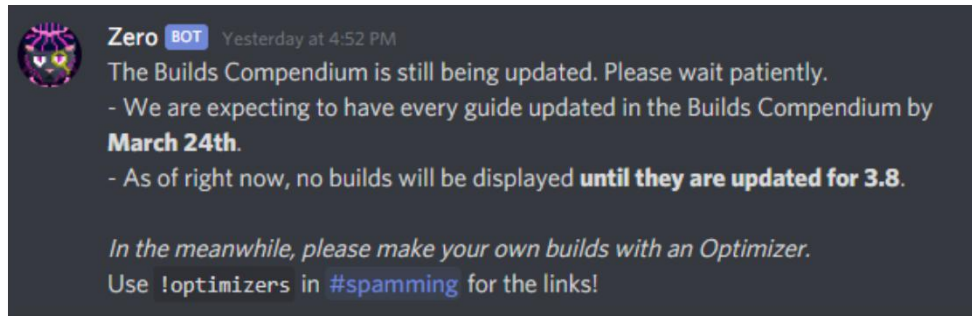 Zero BOT Yesterday at 4:52 PM
The Builds Compendium is still being updated. Please wait patiently.
- We are expecting to have every guide updated in the Builds Compendium by
March 24th.
- As of right now, no builds will be displayed until they are updated for 3.8.
In the meanwhile, please make your own builds with an Optimizer.
Use !optimizers in #spamming for the links!